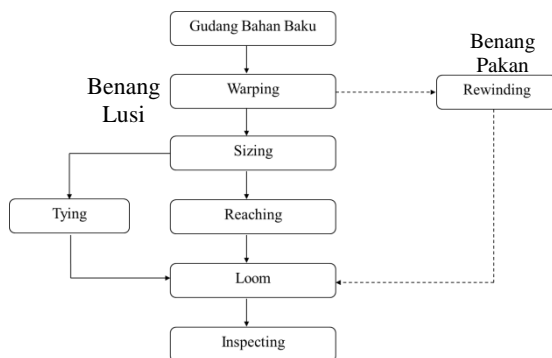 Gudang Bahan Baku
Benang
Pakan
Benang
Lusi
Warping
Rewinding
Sizing
Tying
Reaching
Loom
Inspecting